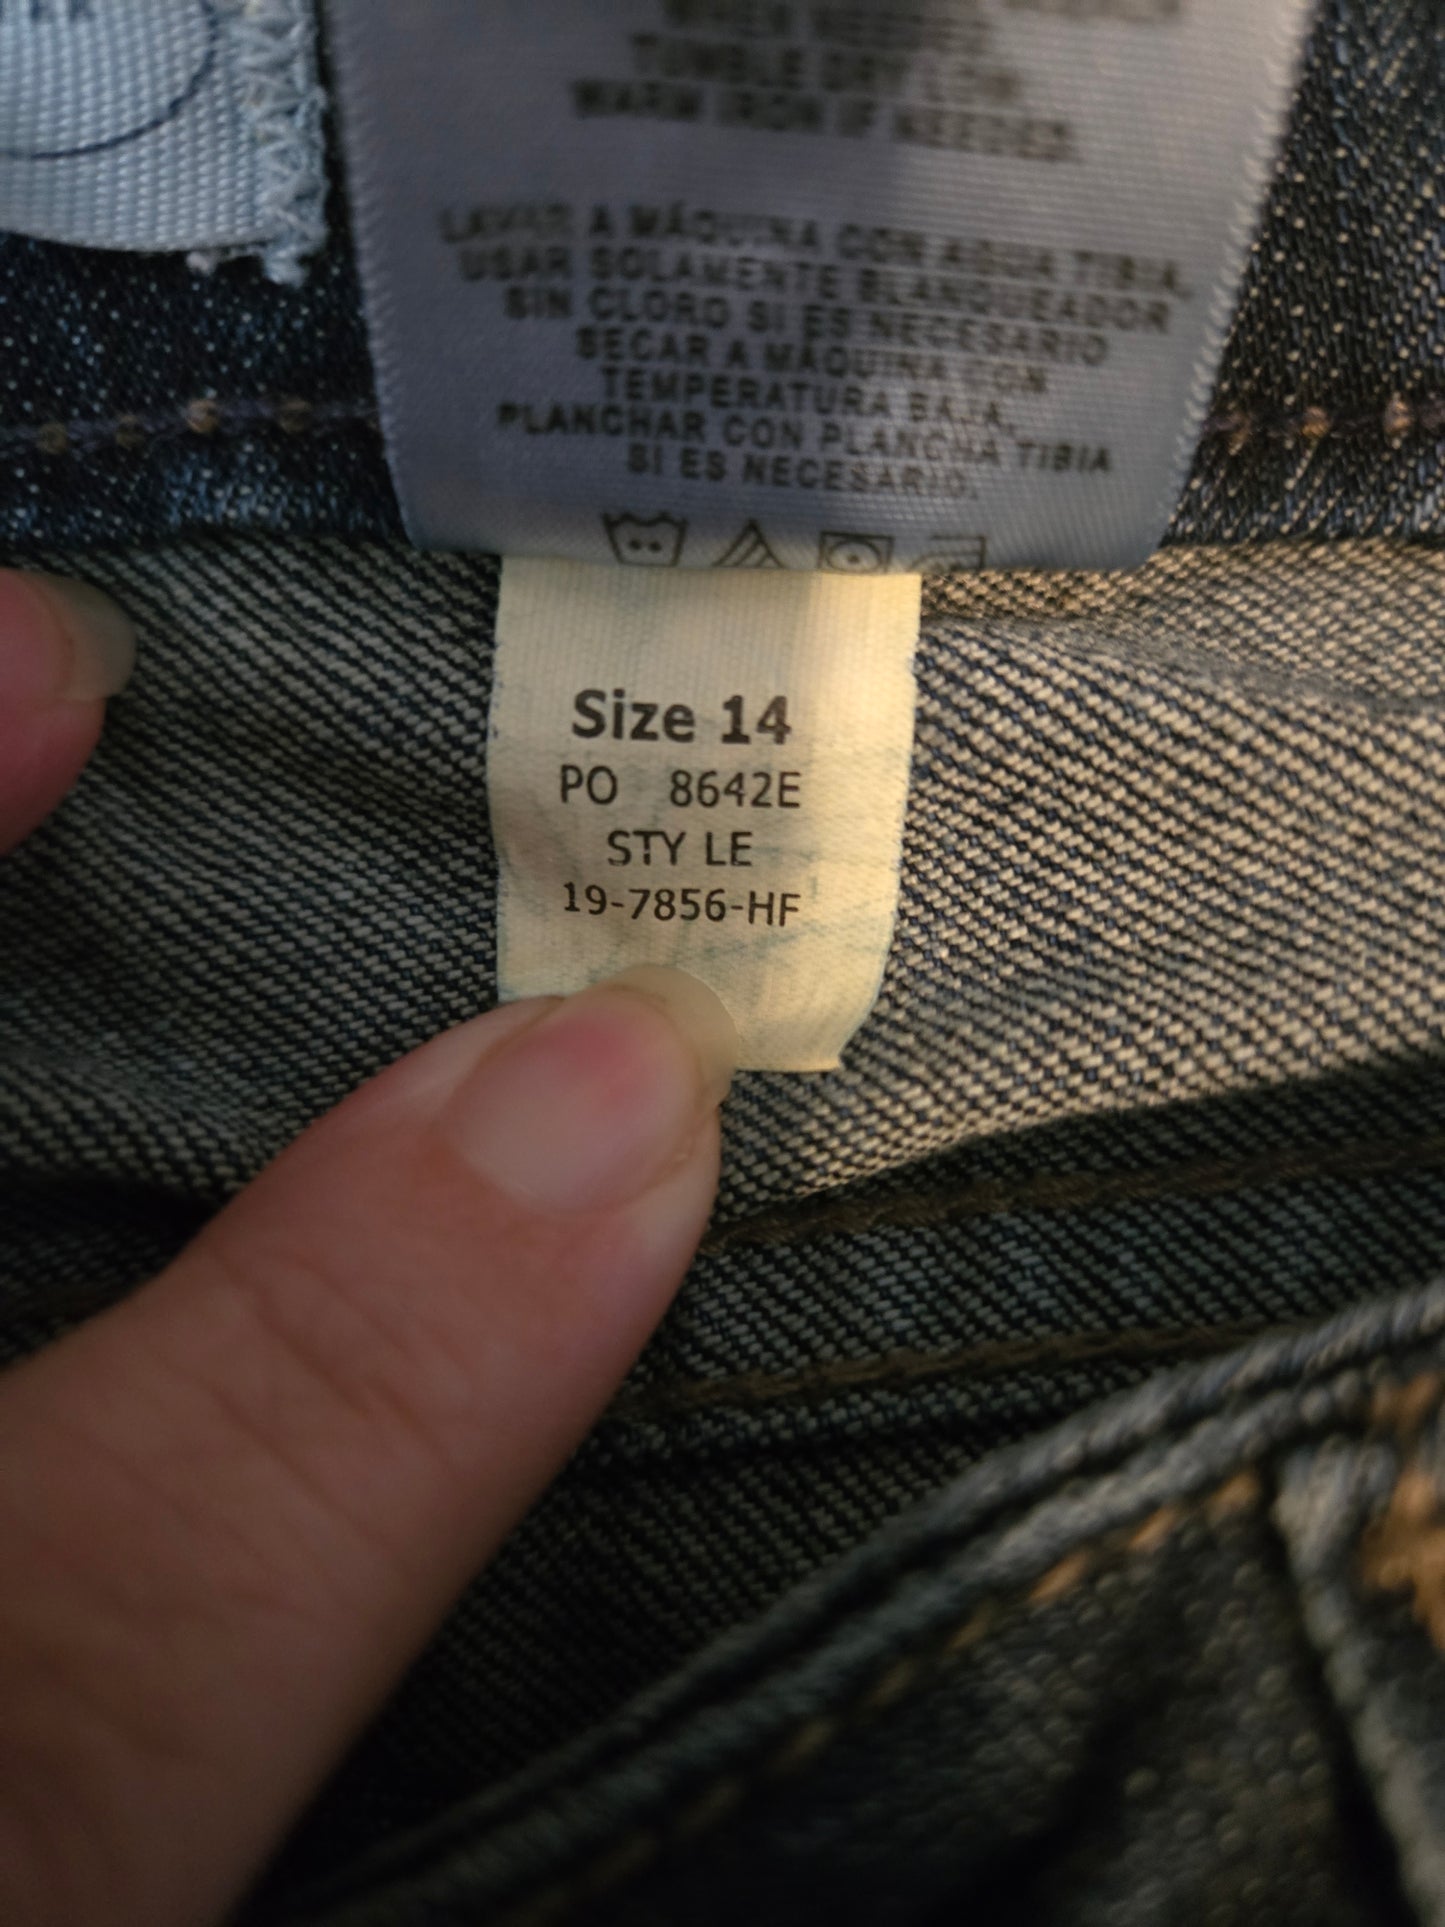 WHEN NEEDED
TUMBLE DRY LOW
WARM IRON IF NEEDED
LAVAR A MÁQUINA CON AGUA TIBIA.
USAR SOLAMENTE BLANQUEADOR
SIN CLORO SI ES NECESARIO
SECAR A MÁQUINA CON
TEMPERATURA BAJA.
PLANCHAR CON PLANCHA TIBIA
SI ES NECESARIO.
Size 14
PO 8642E
STY LE
19-7856-HF